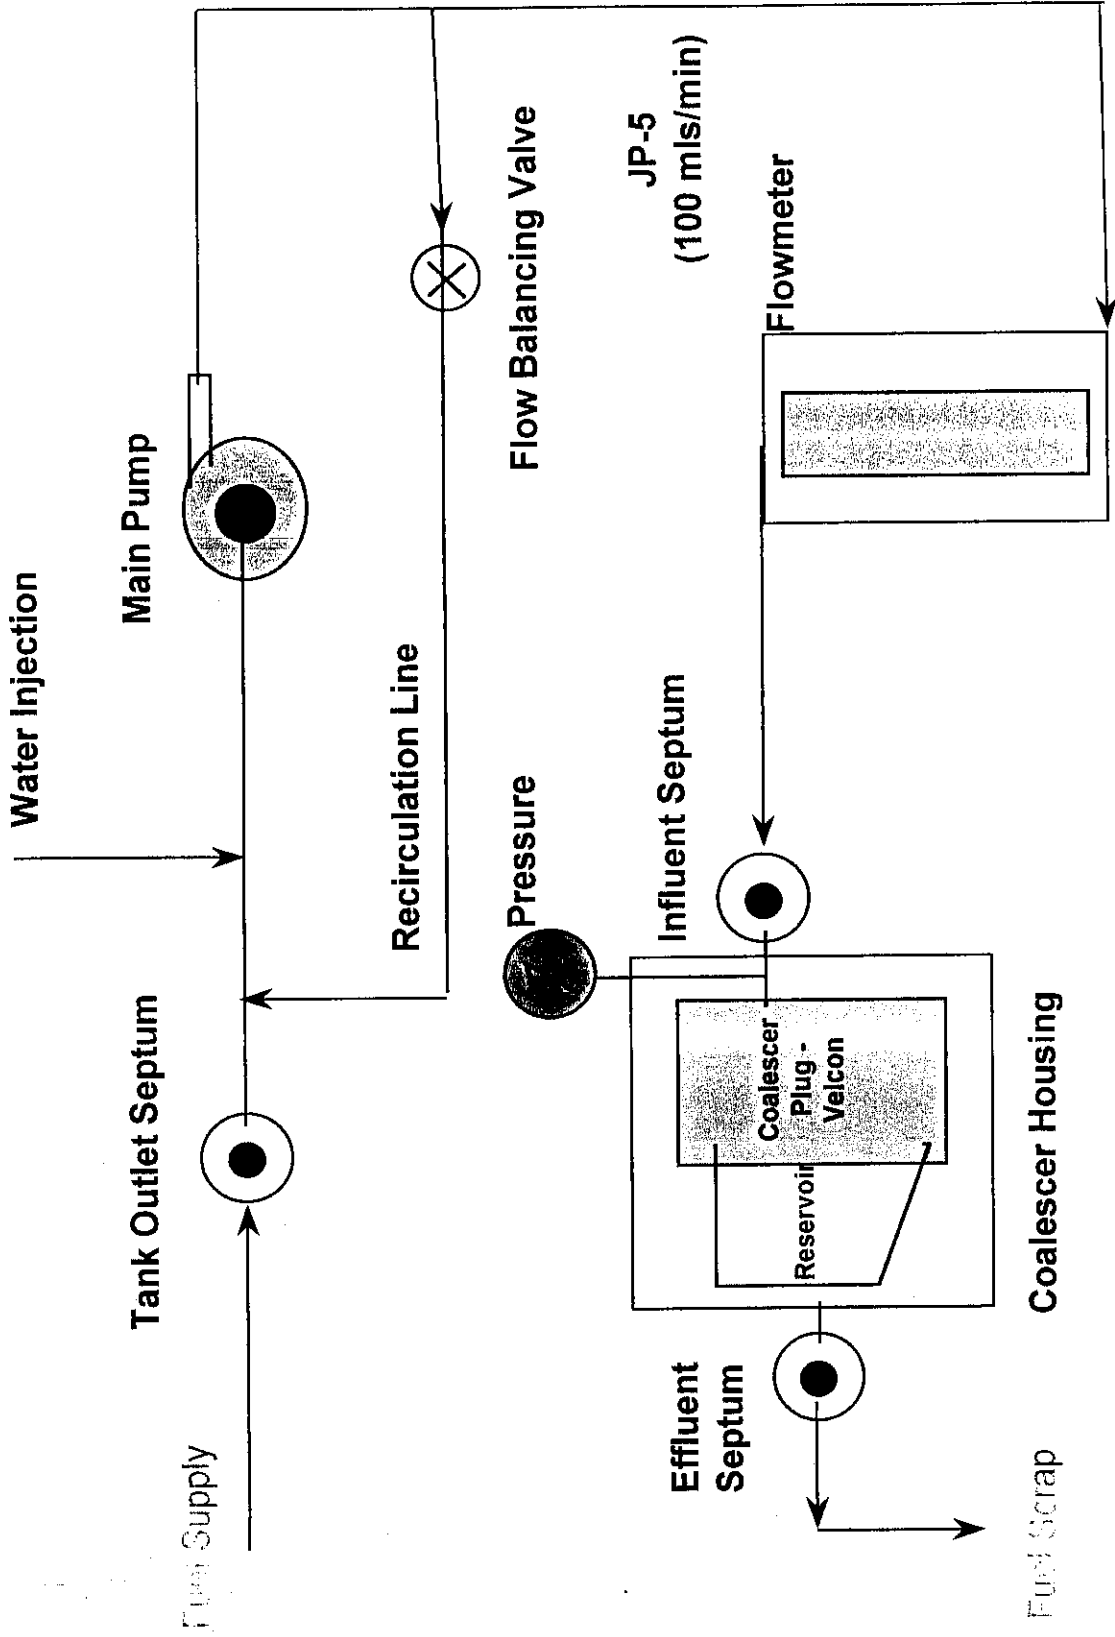 Water Injection
Main Pump
Tank Outlet Septum
Fuel Supply
Recirculation Line
Flow Balancing Valve
Pressure
JP-5
(100 mls/min)
Influent Septum
Flowmeter
Effluent
Septum
Coalescer
Plug -
Velcon
Reservoir
Coalescer Housing
Fuel Scrap